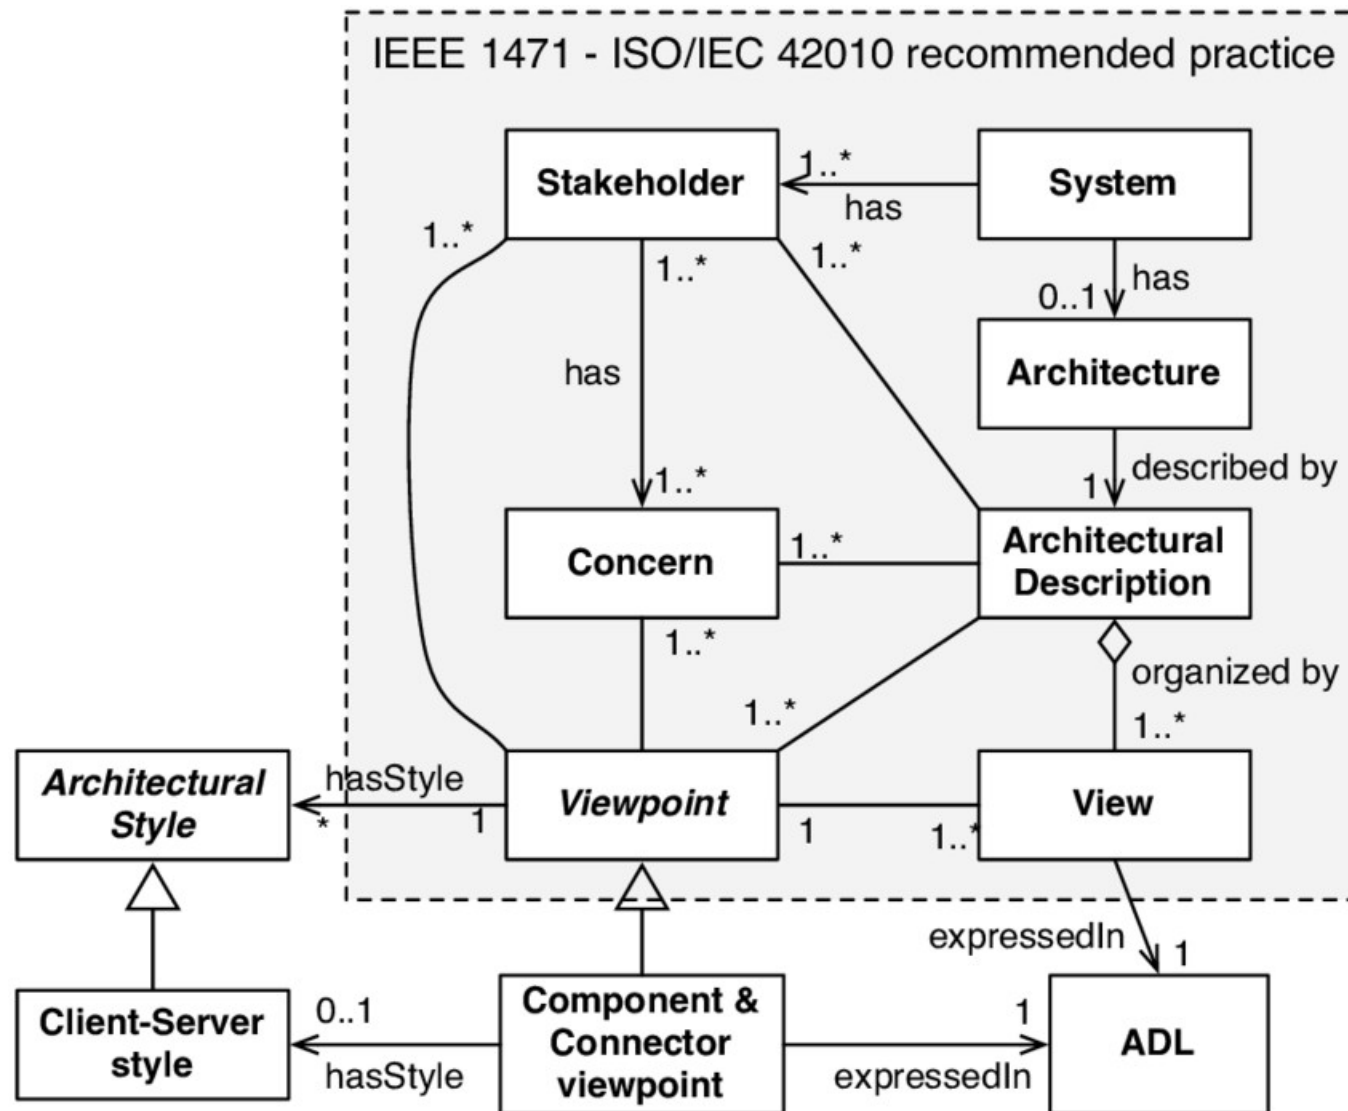 IEEE 1471 - ISO/IEC 42010 recommended practice
Stakeholder
1..*
has
System
1..*
1..*
1..*
has
0..1
Architecture
has
described by
1
1..*
Concern
1..*
Architectural
Description
1..*
organized by
1..*
1..*
Architectural
Style
hasStyle
*
1
Viewpoint
1
1..*
View
expressedIn
1
Client-Server
style
0..1
hasStyle
Component &
Connector
viewpoint
1
expressedIn
ADL